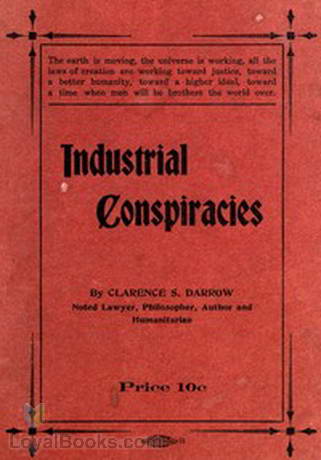 The earth is moving, the universe is working, all the
laws of creation are working toward justice, toward
a better humanity, toward a higher ideal, toward
a time when men will be brothers the world over.
Industrial
Conspiracies
By CLARENCE S. DARROW
Noted Lawyer, Philosopher, Author and
Humanitarian
Price 10c
LoyalBooks.com